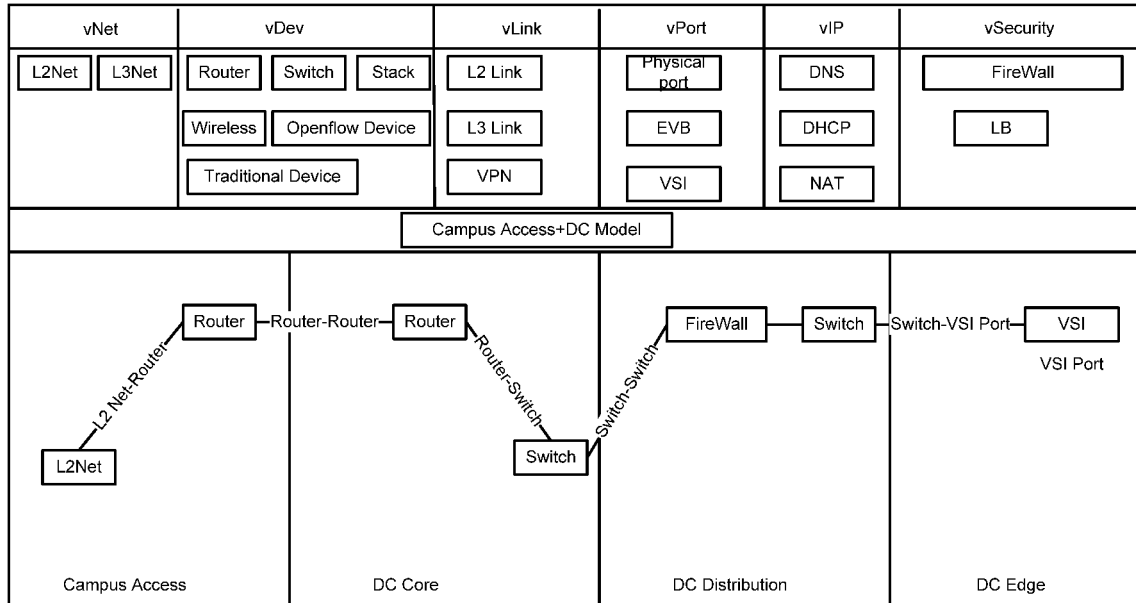 vNet
vDev
vLink
vPort
vIP
vSecurity
L2Net
L3Net
Router
Switch
Stack
L2 Link
Physical
port
DNS
FireWall
Wireless
Openflow Device
L3 Link
EVB
DHCP
LB
Traditional Device
VPN
VSI
NAT
Campus Access+DC Model
Router
Router-Router
Router
FireWall
Switch
Switch-VSI Port
VSI
VSI Port
L2 Net-Router
Router-Switch
Switch-Switch
L2Net
Switch
Campus Access
DC Core
DC Distribution
DC Edge